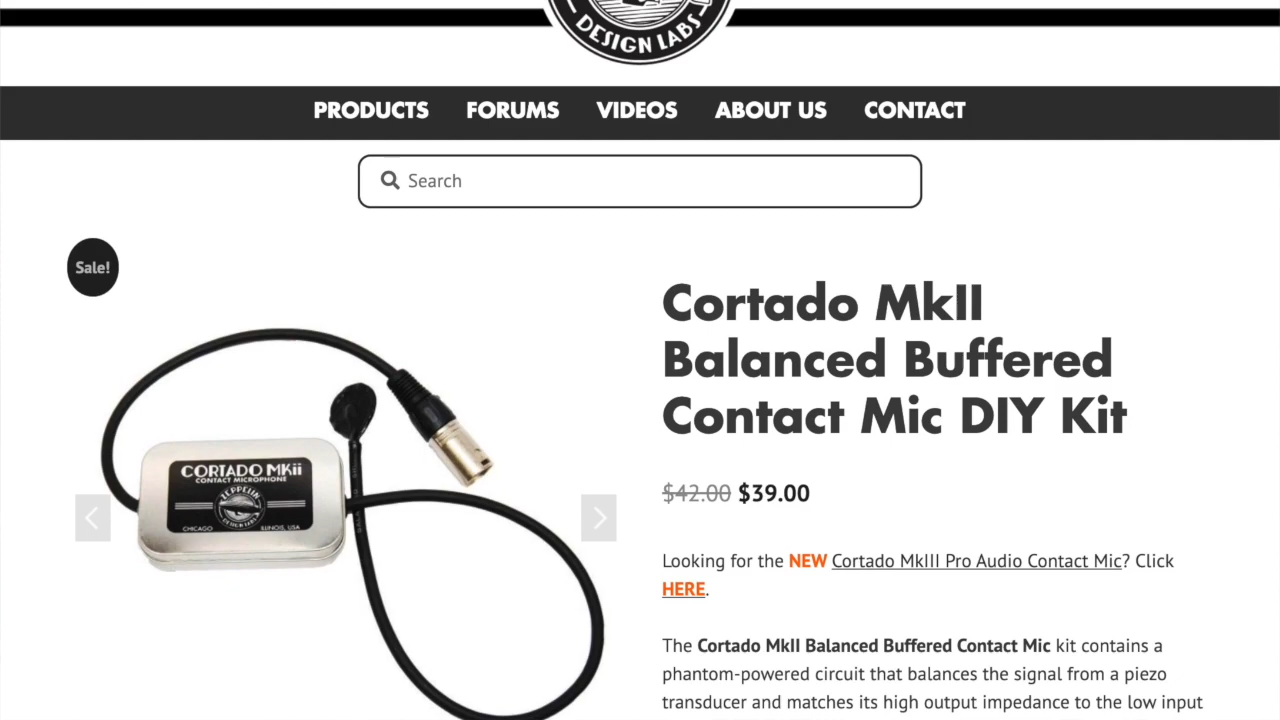 DESIGN LABS
PRODUCTS FORUMS VIDEOS ABOUT US CONTACT
Search
Sale!
CORTADO MKii
CONTACT MICROPHONE
ZEPPELIN
DESIGN LABS
CHICAGO ILLINOIS, USA
Cortado MkII
Balanced Buffered
Contact Mic DIY Kit
$42.00 $39.00
Looking for the NEW Cortado MkIII Pro Audio Contact Mic? Click
HERE.
The Cortado MkII Balanced Buffered Contact Mic kit contains a
phantom-powered circuit that balances the signal from a piezo
transducer and matches its high output impedance to the low input